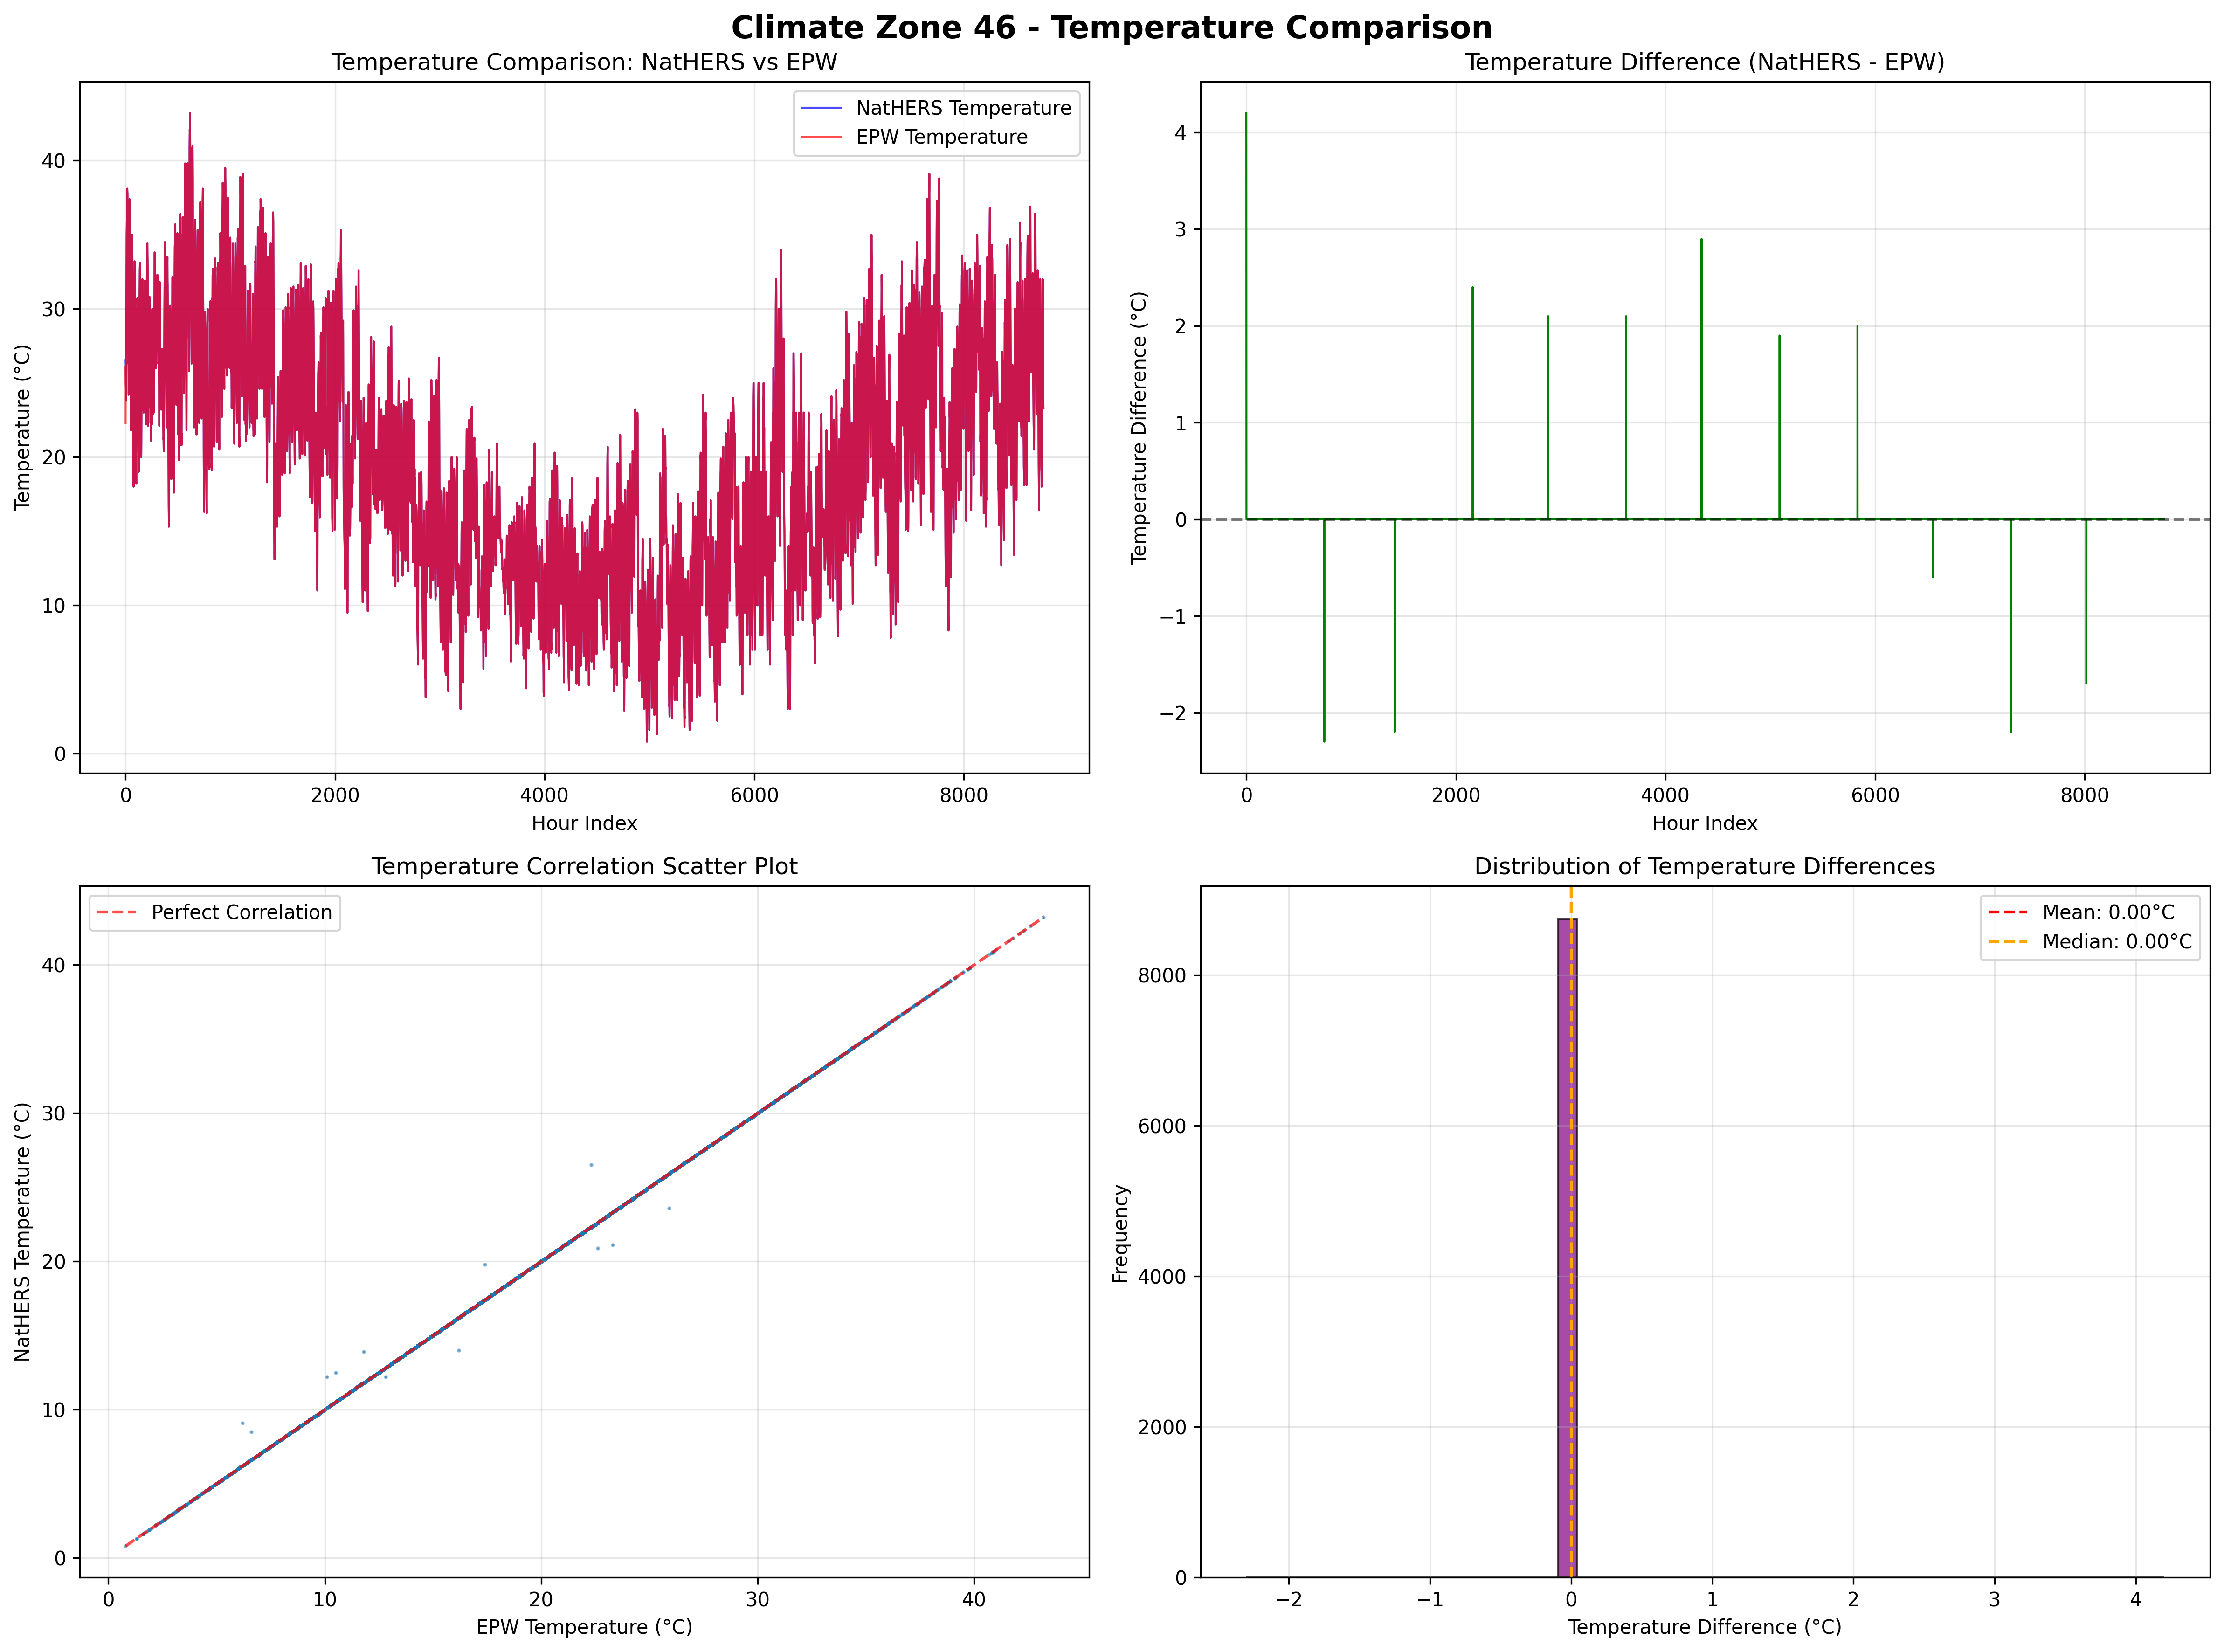 Climate Zone 46 - Temperature Comparison
Temperature Comparison: NatHERS vs EPW
NatHERS Temperature
EPW Temperature
Temperature (°C)
40
30
20
10
0
0 2000 4000 6000 8000
Hour Index
Temperature Difference (NatHERS - EPW)
Temperature Difference (°C)
4
3
2
1
0
−1
−2
0 2000 4000 6000 8000
Hour Index
Temperature Correlation Scatter Plot
Perfect Correlation
NatHERS Temperature (°C)
40
30
20
10
0
0 10 20 30 40
EPW Temperature (°C)
Distribution of Temperature Differences
Mean: 0.00°C
Median: 0.00°C
Frequency
8000
6000
4000
2000
0
−2 −1 0 1 2 3 4
Temperature Difference (°C)